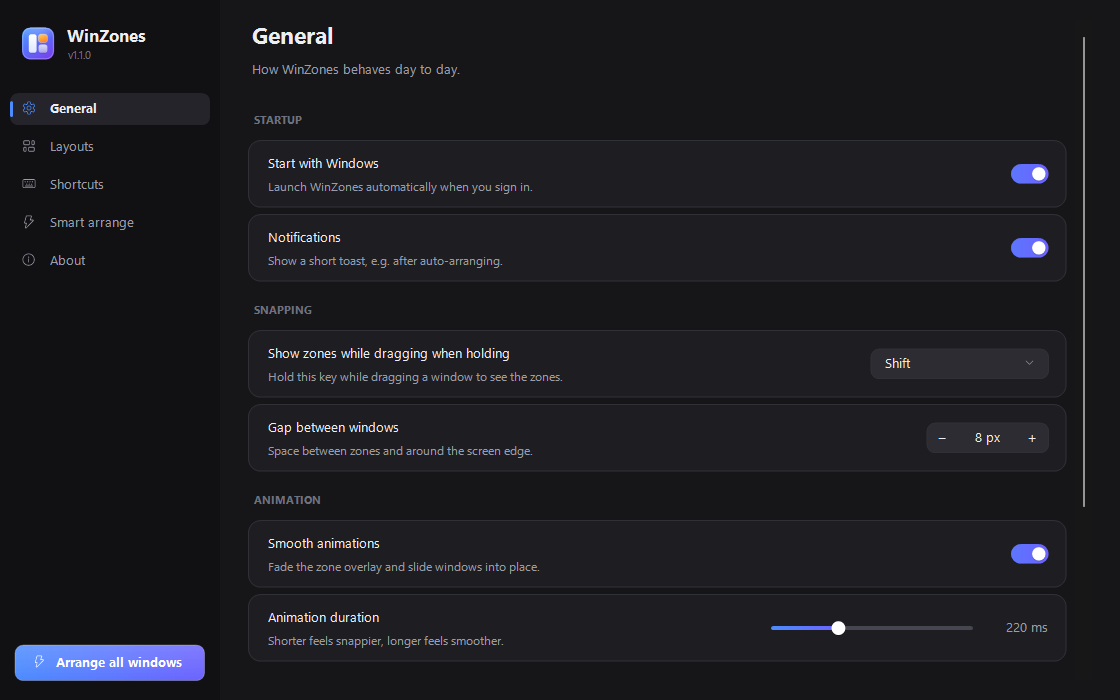 WinZones
v1.1.0
General
Layouts
Shortcuts
Smart arrange
About
Arrange all windows
General
How WinZones behaves day to day.
STARTUP
Start with Windows
Launch WinZones automatically when you sign in.
Notifications
Show a short toast, e.g. after auto-arranging.
SNAPPING
Show zones while dragging when holding
Hold this key while dragging a window to see the zones.
Shift
Gap between windows
Space between zones and around the screen edge.
– 8 px +
ANIMATION
Smooth animations
Fade the zone overlay and slide windows into place.
Animation duration
Shorter feels snappier, longer feels smoother.
220 ms